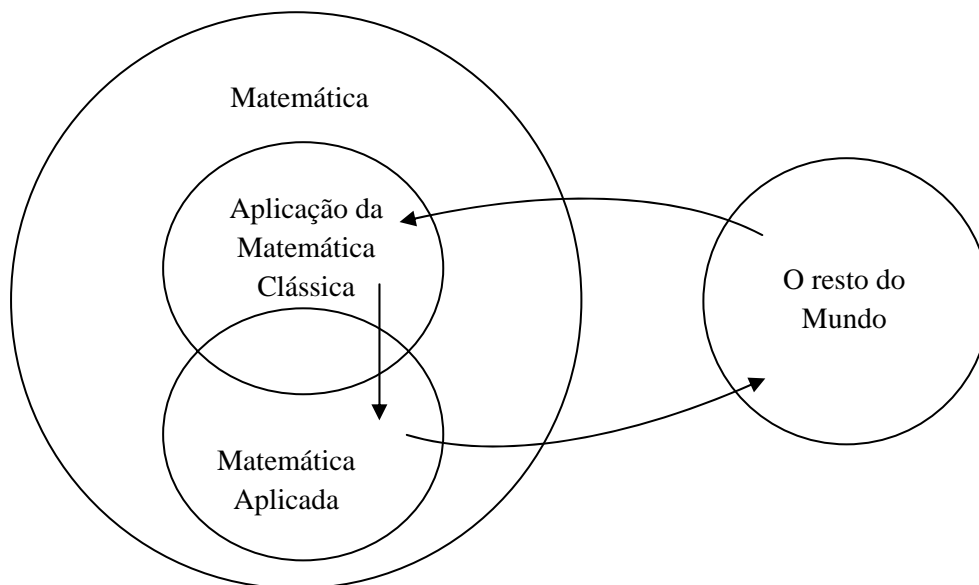 Matemática
Aplicação da
Matemática
Clássica
O resto do
Mundo
Matemática
Aplicada